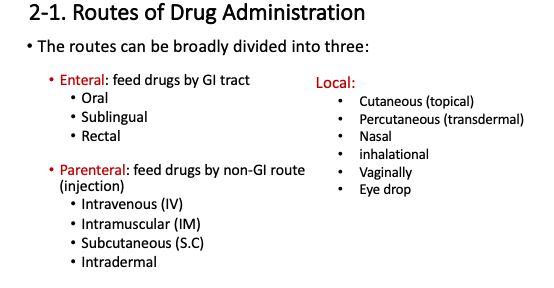 2-1. Routes of Drug Administration
• The routes can be broadly divided into three:
• Enteral: feed drugs by GI tract
• Oral
• Sublingual
• Rectal
• Parenteral: feed drugs by non-GI route
(injection)
• Intravenous (IV)
• Intramuscular (IM)
• Subcutaneous (S.C)
• Intradermal
Local:
• Cutaneous (topical)
• Percutaneous (transdermal)
• Nasal
• inhalational
• Vaginally
• Eye drop